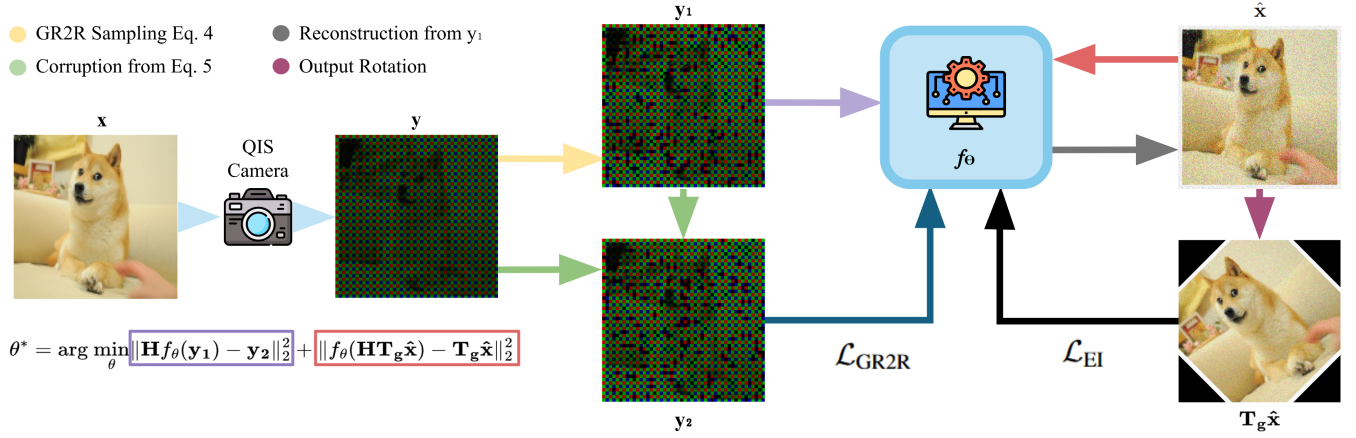 GR2R Sampling Eq. 4
Reconstruction from y₁
Corruption from Eq. 5
Output Rotation
x
QIS
Camera
y
y₁
y₂
f_Θ
x̂
T_g x̂
ℒ_GR2R
ℒ_EI
θ* = arg min_θ ‖H f_θ(y₁) − y₂‖₂² + ‖f_θ(HT_g x̂) − T_g x̂‖₂²